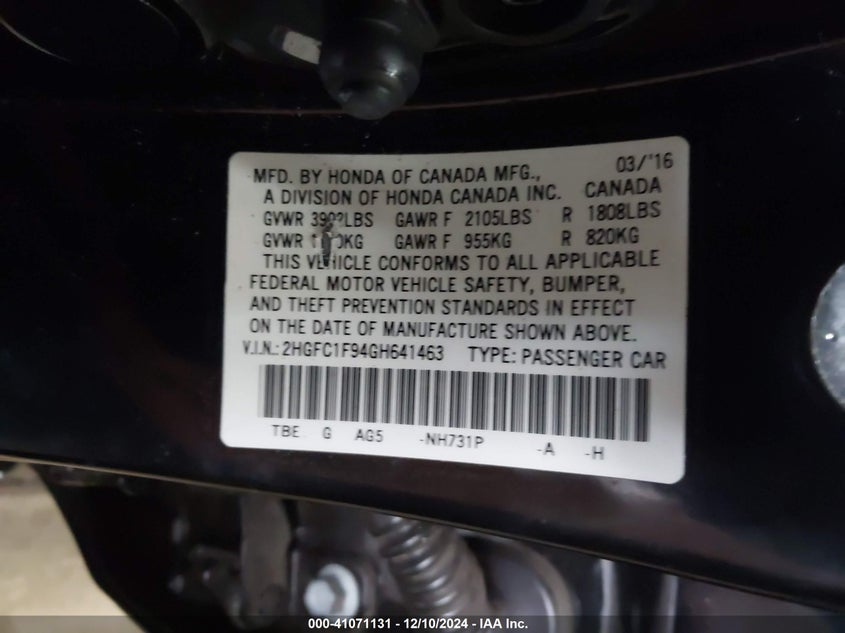 MFD. BY HONDA OF CANADA MFG., 03/'16
A DIVISION OF HONDA CANADA INC. CANADA
GVWR GAWR F 2105LBS R 1808LBS
GVWR GAWR F 955KG R 820KG
THIS VEHICLE CONFORMS TO ALL APPLICABLE
FEDERAL MOTOR VEHICLE SAFETY, BUMPER,
AND THEFT PREVENTION STANDARDS IN EFFECT
ON THE DATE OF MANUFACTURE SHOWN ABOVE.
V.I.N.: 2HGFC1F94GH641463 TYPE: PASSENGER CAR
TBE G AG5 -NH731P -A -H
000-41071131 - 12/10/2024 - IAA Inc.